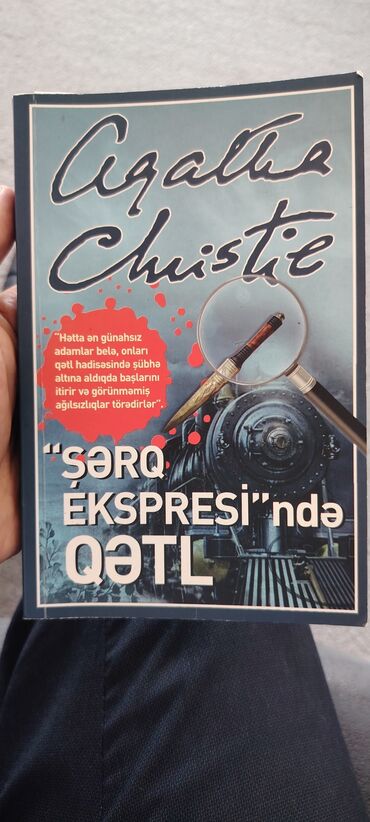 Agatha
Christie
"Hətta ən günahsız
adamlar belə, onları
qətl hadisəsində şübhə
altına aldıqda başlarını
itirir və görünməmiş
ağılsızlıqlar törədirlər".
"ŞƏRQ
EKSPRESİ"ndə
QƏTL